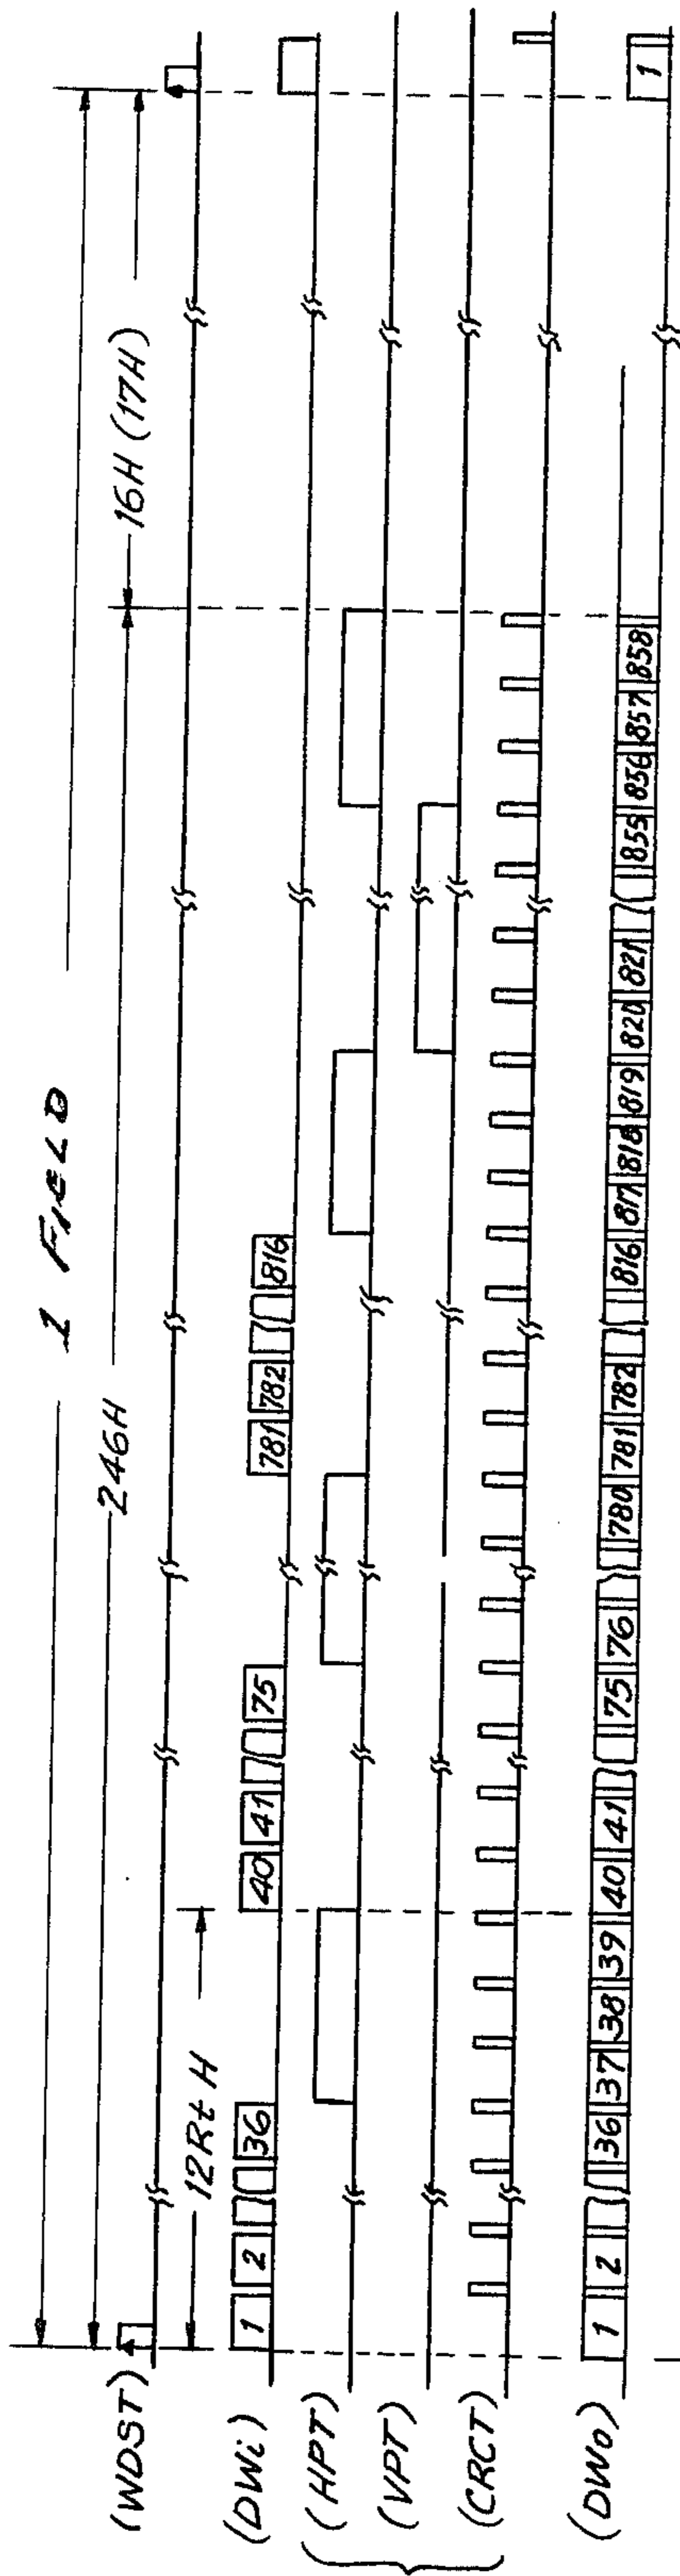 1 FIELD
246H
16H (17H)
(WDST)
12Rt H
(DWi)
1 2 36 40 41 75 781 782 816
(HPT)
(VPT)
(CRCT)
(DWo)
1 2 36 37 38 39 40 41 75 76 780 781 782 816 817 818 819 820 821 855 856 857 858 1